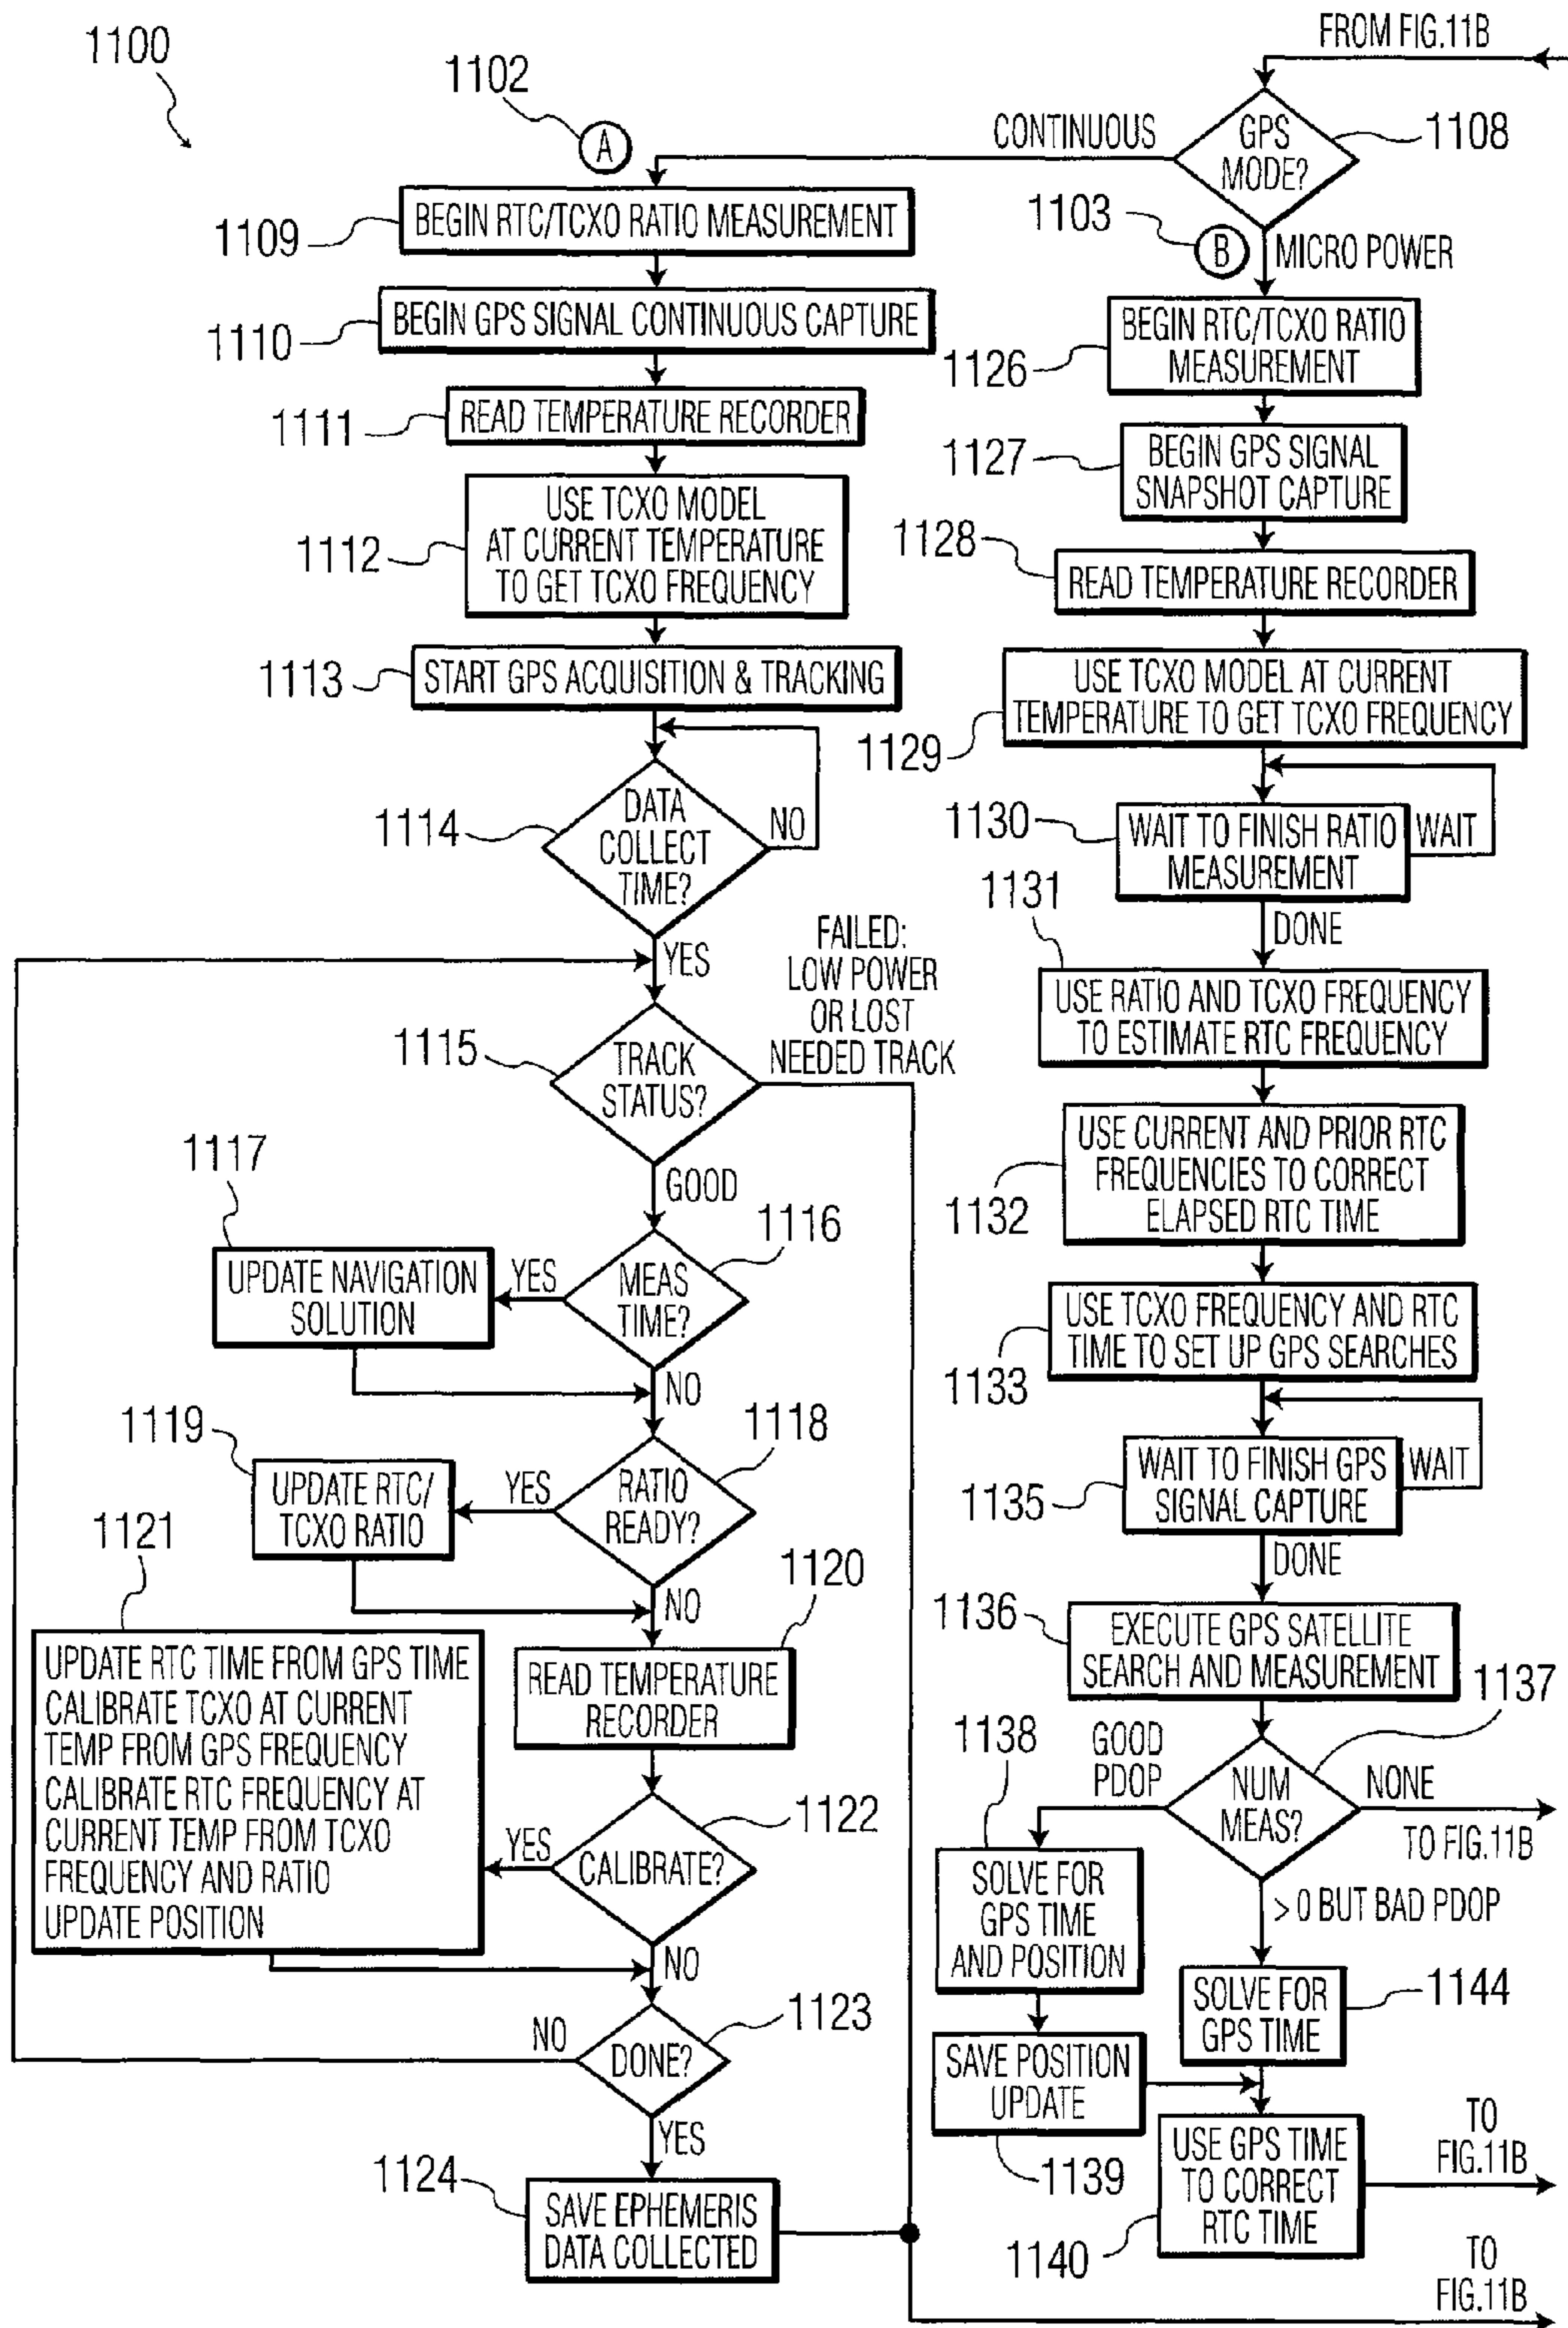 1100
FROM FIG.11B
1102
A
CONTINUOUS
GPS
MODE?
1108
1109
BEGIN RTC/TCXO RATIO MEASUREMENT
1103
B
MICRO POWER
1110
BEGIN GPS SIGNAL CONTINUOUS CAPTURE
1111
READ TEMPERATURE RECORDER
1112
USE TCXO MODEL
AT CURRENT TEMPERATURE
TO GET TCXO FREQUENCY
1113
START GPS ACQUISITION & TRACKING
1114
DATA
COLLECT
TIME?
NO
YES
1115
TRACK
STATUS?
FAILED:
LOW POWER
OR LOST
NEEDED TRACK
GOOD
1116
MEAS
TIME?
YES
1117
UPDATE NAVIGATION
SOLUTION
NO
1118
RATIO
READY?
YES
1119
UPDATE RTC/
TCXO RATIO
NO
1120
READ TEMPERATURE
RECORDER
1121
UPDATE RTC TIME FROM GPS TIME
CALIBRATE TCXO AT CURRENT
TEMP FROM GPS FREQUENCY
CALIBRATE RTC FREQUENCY AT
CURRENT TEMP FROM TCXO
FREQUENCY AND RATIO
UPDATE POSITION
1122
CALIBRATE?
YES
NO
1123
DONE?
NO
YES
1124
SAVE EPHEMERIS
DATA COLLECTED
1126
BEGIN RTC/TCXO RATIO
MEASUREMENT
1127
BEGIN GPS SIGNAL
SNAPSHOT CAPTURE
1128
READ TEMPERATURE RECORDER
1129
USE TCXO MODEL AT CURRENT
TEMPERATURE TO GET TCXO FREQUENCY
1130
WAIT TO FINISH RATIO
MEASUREMENT
WAIT
DONE
1131
USE RATIO AND TCXO FREQUENCY
TO ESTIMATE RTC FREQUENCY
1132
USE CURRENT AND PRIOR RTC
FREQUENCIES TO CORRECT
ELAPSED RTC TIME
1133
USE TCXO FREQUENCY AND RTC
TIME TO SET UP GPS SEARCHES
1135
WAIT TO FINISH GPS
SIGNAL CAPTURE
WAIT
DONE
1136
EXECUTE GPS SATELLITE
SEARCH AND MEASUREMENT
1137
NUM
MEAS?
GOOD
PDOP
NONE
TO FIG.11B
> 0 BUT BAD PDOP
1138
SOLVE FOR
GPS TIME
AND POSITION
1144
SOLVE FOR
GPS TIME
SAVE POSITION
UPDATE
1139
USE GPS TIME
TO CORRECT
RTC TIME
1140
TO
FIG.11B
TO
FIG.11B